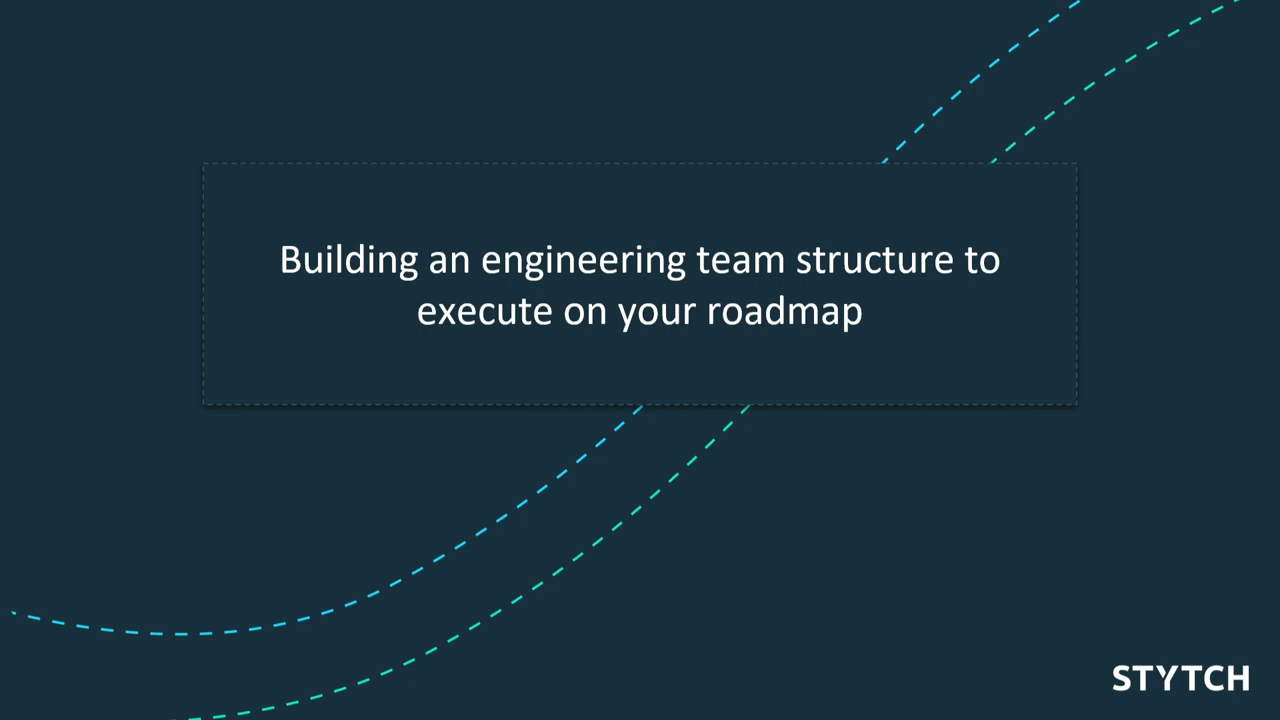 Building an engineering team structure to
execute on your roadmap
STYTCH